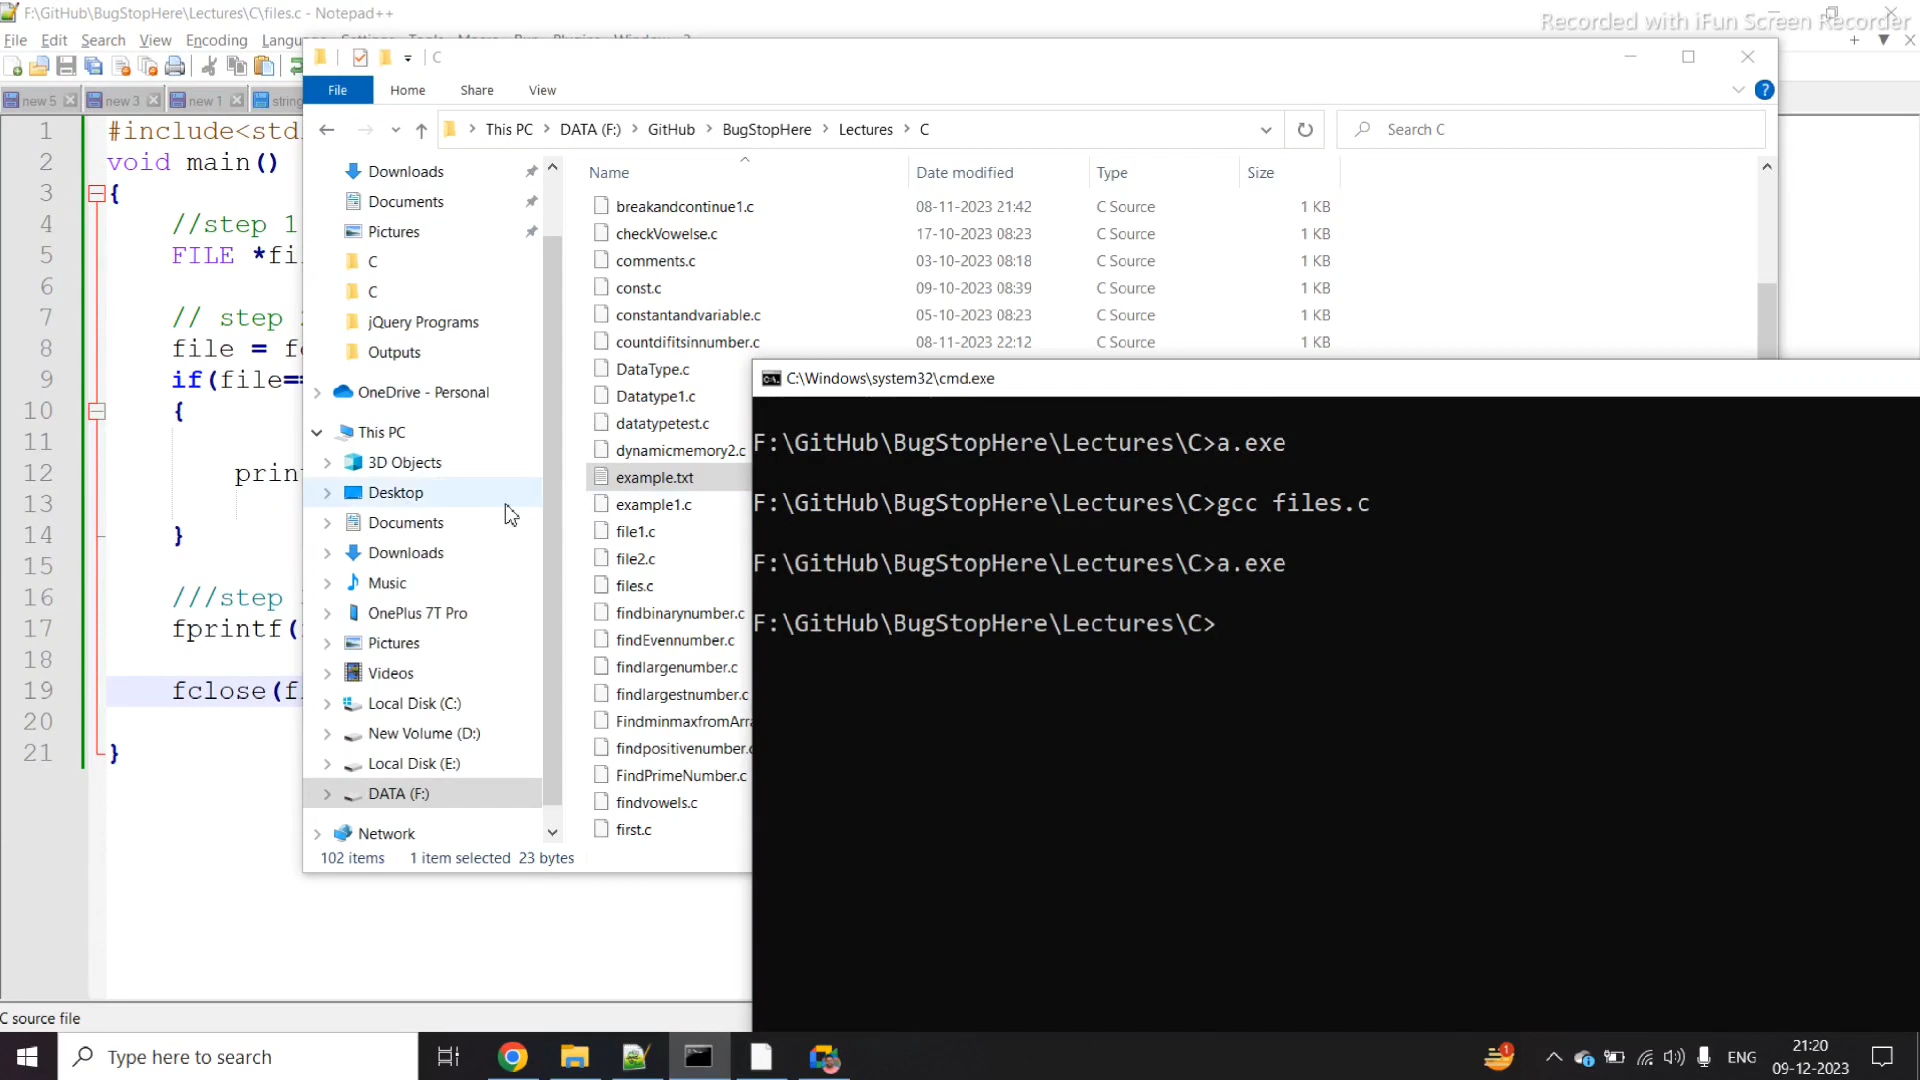 F:\GitHub\BugStopHere\Lectures\C\files.c - Notepad++
Recorded with iFun Screen Recorder
File Edit Search View Encoding
new 5 new 3 new 1
C
File Home Share View
This PC > DATA (F:) > GitHub > BugStopHere > Lectures > C
Search C
1 #include<std
2 void main()
3 {
4 //step 1
5 FILE *fi
6
7 // step
8 file = f
9 if(file==
10 {
11
12 prin
13
14 }
15
16 ///step
17 fprintf(
18
19 fclose(f
20
21 }
Downloads
Documents
Pictures
C
C
jQuery Programs
Outputs
OneDrive - Personal
This PC
3D Objects
Desktop
Documents
Downloads
Music
OnePlus 7T Pro
Pictures
Videos
Local Disk (C:)
New Volume (D:)
Local Disk (E:)
DATA (F:)
Network
Name Date modified Type Size
breakandcontinue1.c 08-11-2023 21:42 C Source 1 KB
checkVowelse.c 17-10-2023 08:23 C Source 1 KB
comments.c 03-10-2023 08:18 C Source 1 KB
const.c 09-10-2023 08:39 C Source 1 KB
constantandvariable.c 05-10-2023 08:23 C Source 1 KB
countdifitsinnumber.c 08-11-2023 22:12 C Source 1 KB
DataType.c
Datatype1.c
datatypetest.c
dynamicmemory2.c
example.txt
example1.c
file1.c
file2.c
files.c
findbinarynumber.c
findEvennumber.c
findlargenumber.c
findlargestnumber.c
FindminmaxfromArra
findpositivenumber.c
FindPrimeNumber.c
findvowels.c
first.c
102 items 1 item selected 23 bytes
C:\Windows\system32\cmd.exe
F:\GitHub\BugStopHere\Lectures\C>a.exe
F:\GitHub\BugStopHere\Lectures\C>gcc files.c
F:\GitHub\BugStopHere\Lectures\C>a.exe
F:\GitHub\BugStopHere\Lectures\C>
C source file
Type here to search
ENG
21:20
09-12-2023